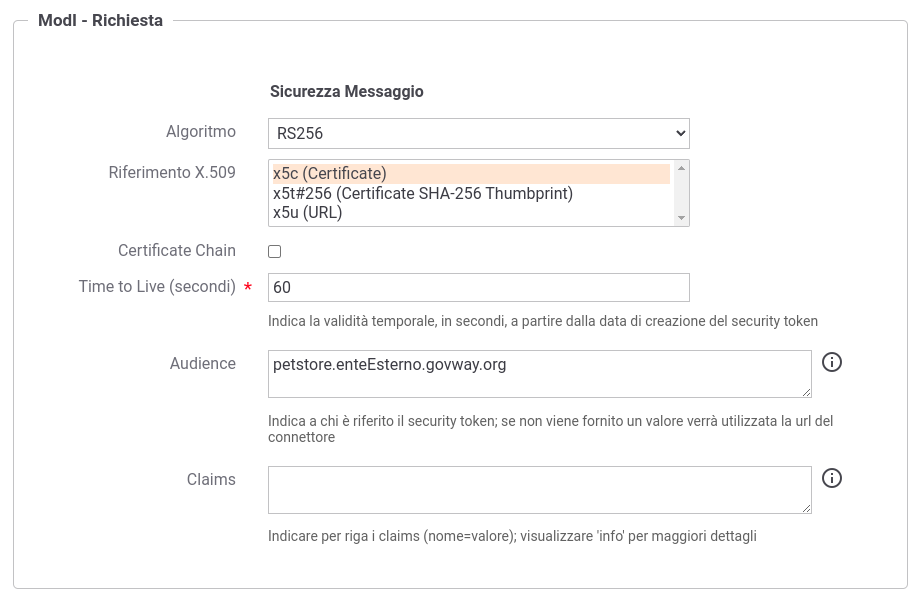 ModI - Richiesta
Sicurezza Messaggio
Algoritmo
RS256
Riferimento X.509
x5c (Certificate)
x5t#256 (Certificate SHA-256 Thumbprint)
x5u (URL)
Certificate Chain
Time to Live (secondi) *
60
Indica la validità temporale, in secondi, a partire dalla data di creazione del security token
Audience
petstore.enteEsterno.govway.org
Indica a chi è riferito il security token; se non viene fornito un valore verrà utilizzata la url del
connettore
Claims
Indicare per riga i claims (nome=valore); visualizzare 'info' per maggiori dettagli